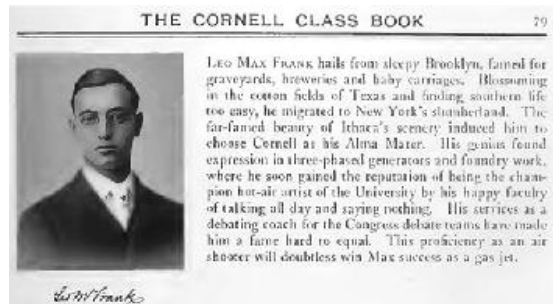 THE CORNELL CLASS BOOK 79
LEO MAX FRANK hails from sleepy Brooklyn, famed for
graveyards, breweries and baby carriages. Blossoming
in the cotton fields of Texas and finding southern life
too easy, he migrated to New York's slumberland. The
far-famed beauty of Ithaca's scenery induced him to
choose Cornell as his Alma Mater. His genius found
expression in three-phased generators and foundry work,
where he soon gained the reputation of being the cham-
pion hot-air artist of the University by his happy faculty
of talking all day and saying nothing. His services as a
debating coach for the Congress debate teams have made
him a fame hard to equal. This proficiency as an air
shooter will doubtless win Max success as a gas jet.
Leo M Frank